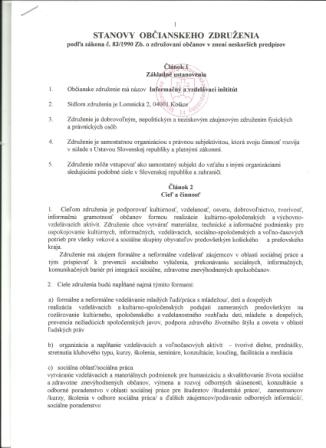 1
STANOVY OBČIANSKEHO ZDRUŽENIA
podľa zákona č. 83/1990 Zb. o združovaní občanov v znení neskorších predpisov
Článok 1
Základné ustanovenia
1. Občianske združenie má názov Informačný a vzdelávací inštitút
2. Sídlom združenia je Lomnická 2, 04001 Košice
3. Združenie je dobrovoľným, nepolitickým a neziskovým záujmovým združením fyzických
a právnických osôb
4. Združenie je samostatnou organizáciou s právnou subjektivitou, ktorá svoju činnosť rozvíja
v súlade s Ústavou Slovenskej republiky a platnými zákonmi.
5. Združenie môže vstupovať ako samostatný subjekt do vzťahu s inými organizáciami
sledujúcimi podobné ciele v Slovenskej republike a zahraničí.
Článok 2
Cieľ a činnosť
1. Cieľom združenia je podporovať kultúrnosť, vzdelanosť, osvetu, dobrovoľníctvo, tvorivosť,
informačnú gramotnosť občanov formou realizácie kultúrno-spoločenských a výchovno-
vzdelávacích aktivít. Združenie chce vytvárať materiálne, technické a informačné podmienky pre
uspokojovanie kultúrnych, informačných, vzdelávacích, sociálno-spoločenských a voľno-časových
potrieb pre všetky vekové a sociálne skupiny obyvateľov predovšetkým košického a prešovského
kraja.
Združenie má záujem formálne a neformálne vzdelávať záujemcov v oblasti sociálnej práce a
tým prispievať k prevencii sociálneho vylúčenia, prekonávaniu sociálnych, informačných,
komunikačných bariér pri integrácii sociálne, zdravotne znevýhodnených spoluobčanov.
2. Ciele združenia budú napĺňané najmä týmito formami:
a) formálne a neformálne vzdelávanie mladých ľudí/práca s mládežou/, detí a dospelých
realizácia vzdelávacích a kultúrno-spoločenských podujatí zameraných predovšetkým na
rozširovanie kultúrneho, spoločenského a vzdelanostného rozhľadu detí, mládeže a dospelých,
prevencia nežiadúcich spoločenských javov, podpora zdravého životného štýlu a osveta v oblasti
ľudských práv
b) organizácia a napĺňanie vzdelávacích a voľnočasových aktivít – tvorivé dielne, prednášky,
stretnutia klubového typu, kurzy, školenia, semináre, konzultácie, koučing, facilitácia a mediácia
c) sociálna oblasť/sociálna práca
vytváranie vzdelávacích a materiálnych podmienok pre humanizáciu a skvalitňovanie života sociálne
a zdravotne znevýhodnených občanov, výmena a rozvoj odborných skúseností, konzultácie a
odborné poradenstvo v oblasti sociálnej práce pre študentov /študentské práce/, zamestnancov
/kurzy, školenia v odbore sociálna práca/ a ďalších záujemcov/podávanie odborných informácií/,
sociálne poradenstvo